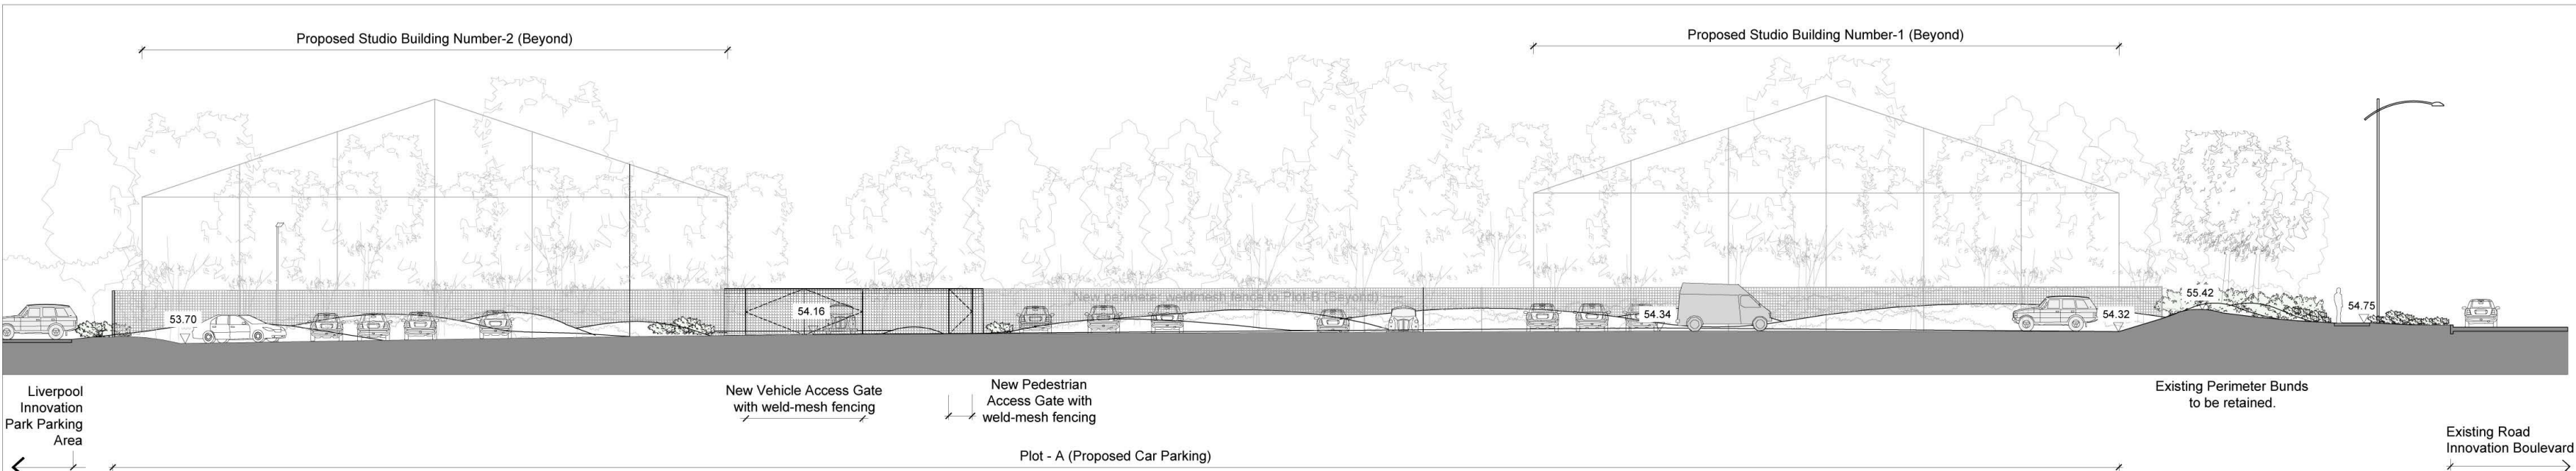 Proposed Studio Building Number-2 (Beyond)
Proposed Studio Building Number-1 (Beyond)
New Perimeter weldmesh fence to Plot-B (Beyond)
53.70
54.16
54.34
54.32
55.42
54.75
Liverpool
Innovation
Park Parking
Area
New Vehicle Access Gate
with weld-mesh fencing
New Pedestrian
Access Gate with
weld-mesh fencing
Existing Perimeter Bunds
to be retained.
Existing Road
Innovation Boulevard
Plot - A (Proposed Car Parking)